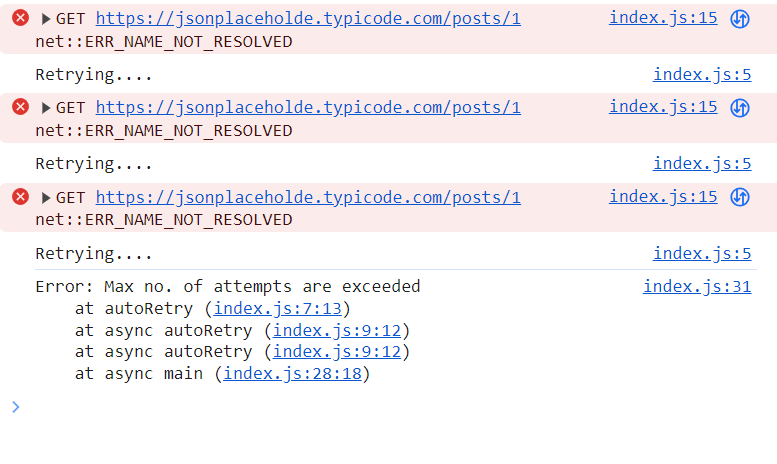 GET https://jsonplaceholde.typicode.com/posts/1 index.js:15
net::ERR_NAME_NOT_RESOLVED
Retrying.... index.js:5
GET https://jsonplaceholde.typicode.com/posts/1 index.js:15
net::ERR_NAME_NOT_RESOLVED
Retrying.... index.js:5
GET https://jsonplaceholde.typicode.com/posts/1 index.js:15
net::ERR_NAME_NOT_RESOLVED
Retrying.... index.js:5
Error: Max no. of attempts are exceeded index.js:31
at autoRetry (index.js:7:13)
at async autoRetry (index.js:9:12)
at async autoRetry (index.js:9:12)
at async main (index.js:28:18)